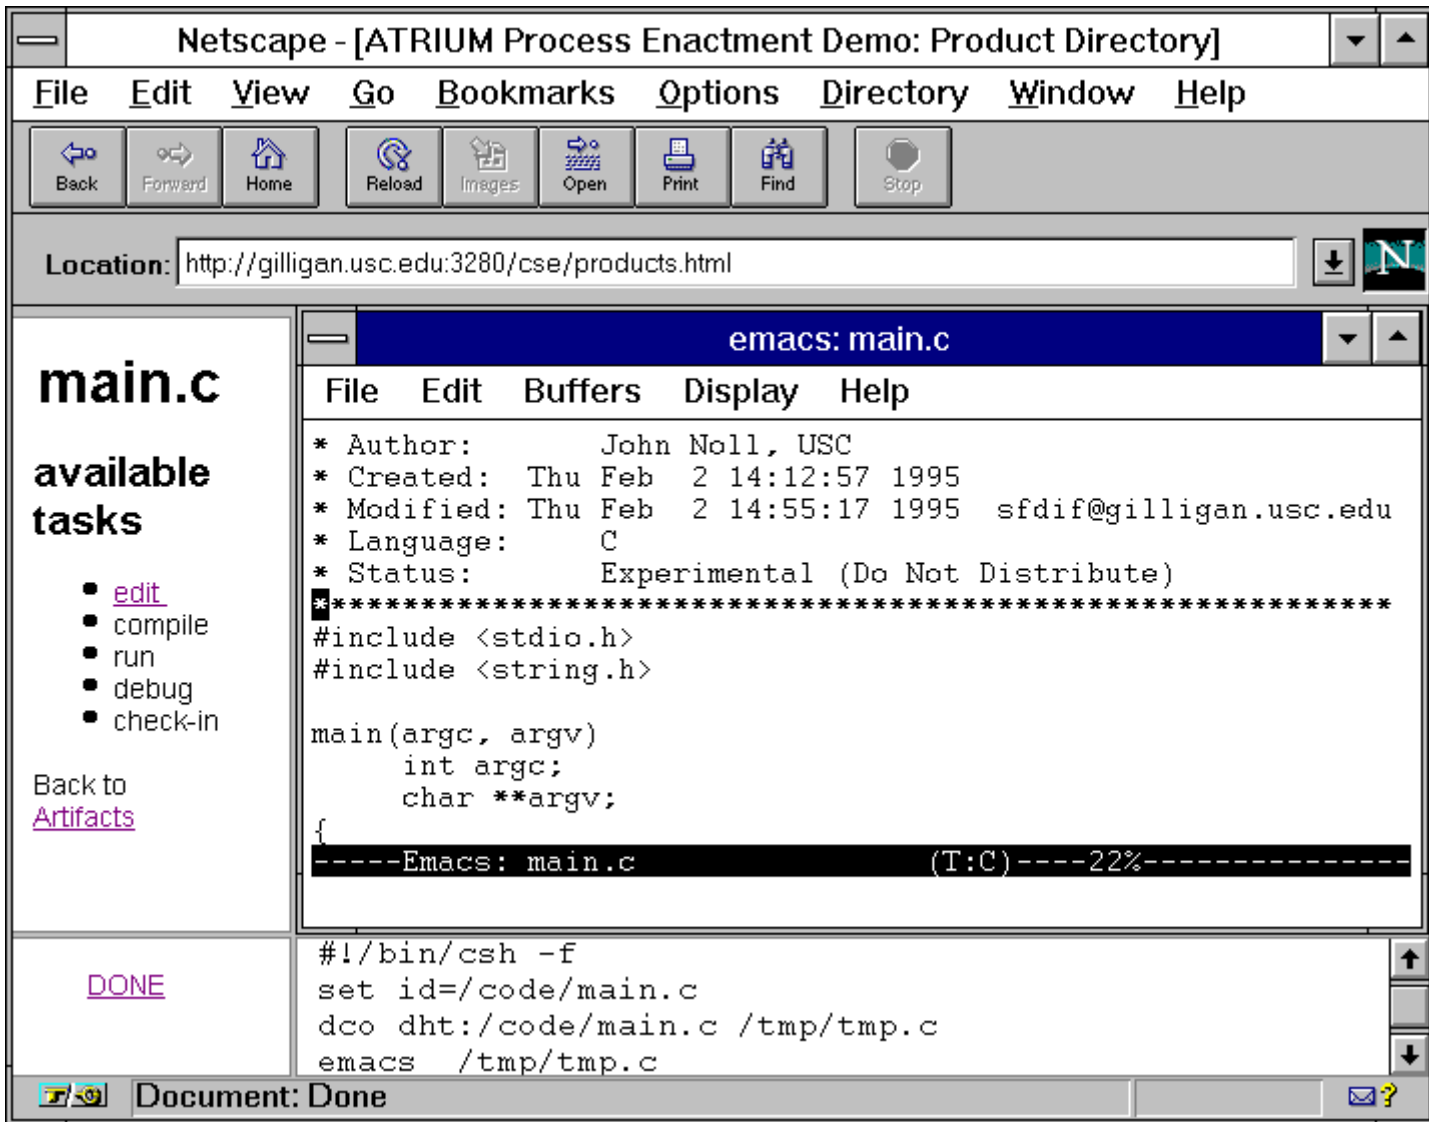 Netscape - [ATRIUM Process Enactment Demo: Product Directory]
File Edit View Go Bookmarks Options Directory Window Help
Back Forward Home Reload Images Open Print Find Stop
Location: http://gilligan.usc.edu:3280/cse/products.html
N
main.c
available
tasks
edit
compile
run
debug
check-in
Back to
Artifacts
emacs: main.c
File Edit Buffers Display Help
* Author:       John Noll, USC
* Created:  Thu Feb  2 14:12:57 1995
* Modified: Thu Feb  2 14:55:17 1995  sfdif@gilligan.usc.edu
* Language:     C
* Status:       Experimental (Do Not Distribute)
************************************************************
#include <stdio.h>
#include <string.h>
main(argc, argv)
     int argc;
     char **argv;
{
-----Emacs: main.c                (T:C)----22%---------------
DONE
#!/bin/csh -f
set id=/code/main.c
dco dht:/code/main.c /tmp/tmp.c
emacs  /tmp/tmp.c
Document: Done
?